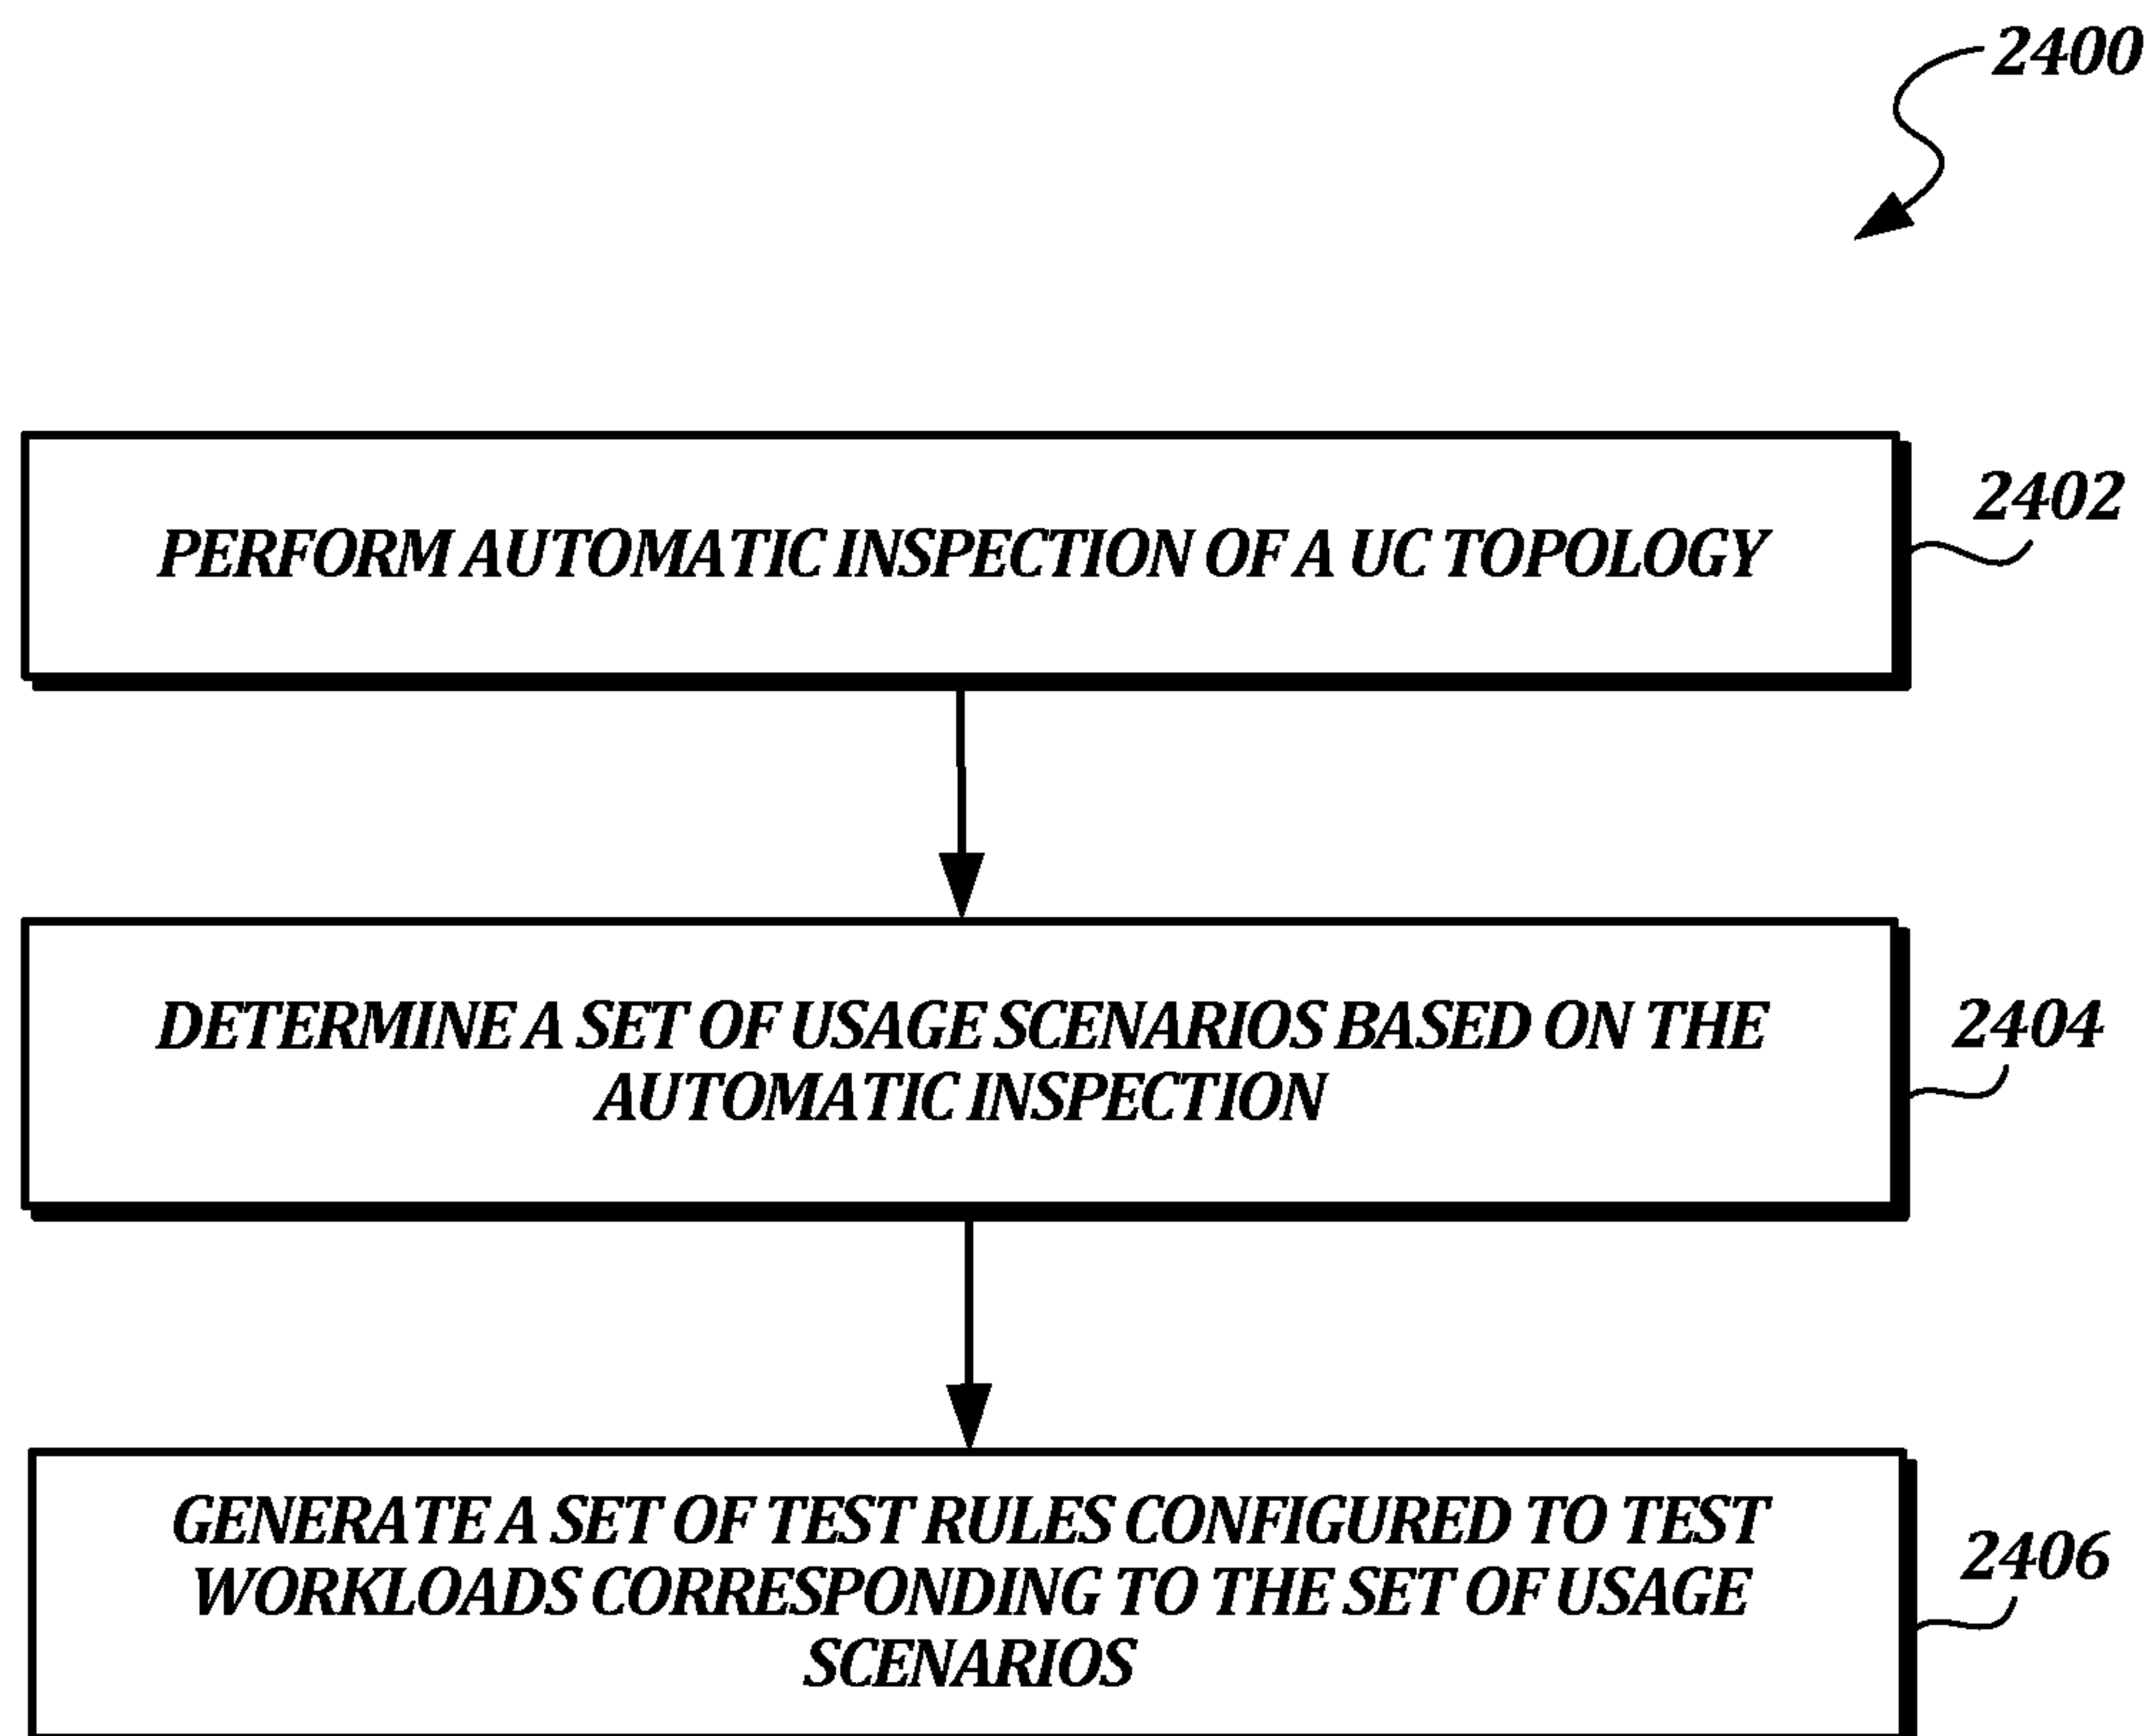 2400
PERFORM AUTOMATIC INSPECTION OF A UC TOPOLOGY
2402
DETERMINE A SET OF USAGE SCENARIOS BASED ON THE
AUTOMATIC INSPECTION
2404
GENERATE A SET OF TEST RULES CONFIGURED TO TEST
WORKLOADS CORRESPONDING TO THE SET OF USAGE
SCENARIOS
2406